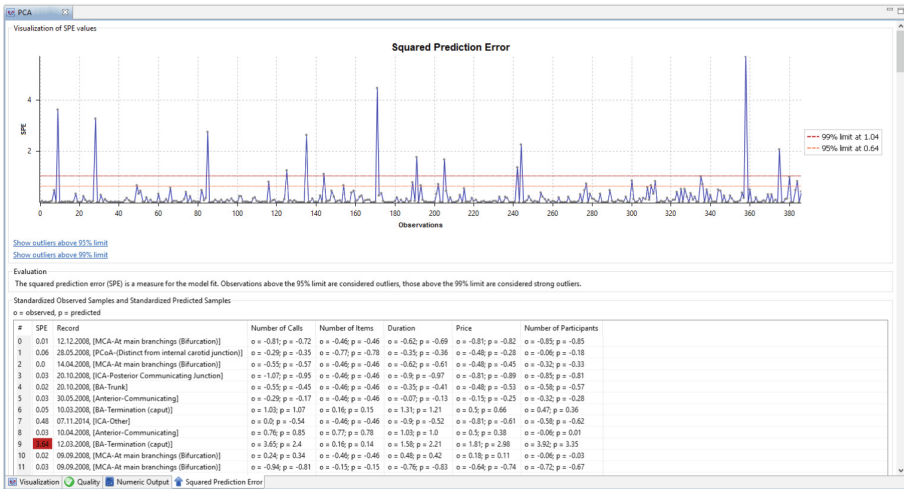 PCA
Visualization of SPE values
Squared Prediction Error
SPE
4
2
0 20 40 60 80 100 120 140 160 180 200 220 240 260 280 300 320 340 360 380
Observations
99% limit at 1.04
95% limit at 0.64
Show outliers above 95% limit
Show outliers above 99% limit
Evaluation
The squared prediction error (SPE) is a measure for the model fit. Observations above the 95% limit are considered outliers, those above the 99% limit are considered strong outliers.
Standardized Observed Samples and Standardized Predicted Samples
o = observed, p = predicted
# SPE Record Number of Calls Number of Items Duration Price Number of Participants
0 0.01 12.12.2008, [MCA-At main branchings (Bifurcation)] o = -0.81; p = -0.72 o = -0.46; p = -0.46 o = -0.62; p = -0.69 o = -0.81; p = -0.82 o = -0.85; p = -0.85
1 0.06 28.05.2008, [PCoA-(Distinct from internal carotid junction)] o = -0.29; p = -0.35 o = -0.77; p = -0.78 o = -0.35; p = -0.36 o = -0.48; p = -0.28 o = -0.06; p = -0.18
2 0.0 14.04.2008, [MCA-At main branchings (Bifurcation)] o = -0.55; p = -0.57 o = -0.46; p = -0.46 o = -0.62; p = -0.61 o = -0.48; p = -0.45 o = -0.32; p = -0.33
3 0.03 20.10.2008, [ICA-Posterior Communicating Junction] o = -1.07; p = -0.95 o = -0.46; p = -0.46 o = -0.9; p = -0.97 o = -0.81; p = -0.89 o = -0.85; p = -0.81
4 0.02 20.10.2008, [BA-Trunk] o = -0.55; p = -0.45 o = -0.46; p = -0.46 o = -0.35; p = -0.41 o = -0.48; p = -0.53 o = -0.58; p = -0.57
5 0.03 30.05.2008, [Anterior-Communicating] o = -0.29; p = -0.17 o = -0.46; p = -0.46 o = -0.07; p = -0.13 o = -0.15; p = -0.25 o = -0.32; p = -0.28
6 0.05 10.03.2008, [BA-Termination (caput)] o = 1.03; p = 1.07 o = 0.16; p = 0.15 o = 1.31; p = 1.21 o = 0.5; p = 0.66 o = 0.47; p = 0.36
7 0.48 07.11.2014, [ICA-Other] o = 0.0; p = -0.54 o = -0.46; p = -0.46 o = -0.9; p = -0.52 o = -0.81; p = -0.61 o = -0.58; p = -0.62
8 0.03 10.04.2008, [Anterior-Communicating] o = 0.76; p = 0.85 o = 0.77; p = 0.78 o = 1.03; p = 1.0 o = 0.5; p = 0.38 o = -0.06; p = 0.01
9 3.64 12.03.2008, [BA-Termination (caput)] o = 3.65; p = 2.4 o = 0.16; p = 0.14 o = 1.58; p = 2.21 o = 1.81; p = 2.98 o = 3.92; p = 3.35
10 0.02 09.09.2008, [MCA-At main branchings (Bifurcation)] o = 0.24; p = 0.34 o = -0.46; p = -0.46 o = 0.48; p = 0.42 o = 0.18; p = 0.11 o = -0.06; p = -0.03
11 0.03 09.09.2008, [MCA-At main branchings (Bifurcation)] o = -0.94; p = -0.81 o = -0.15; p = -0.15 o = -0.76; p = -0.83 o = -0.64; p = -0.74 o = -0.72; p = -0.67
Visualization Quality Numeric Output Squared Prediction Error